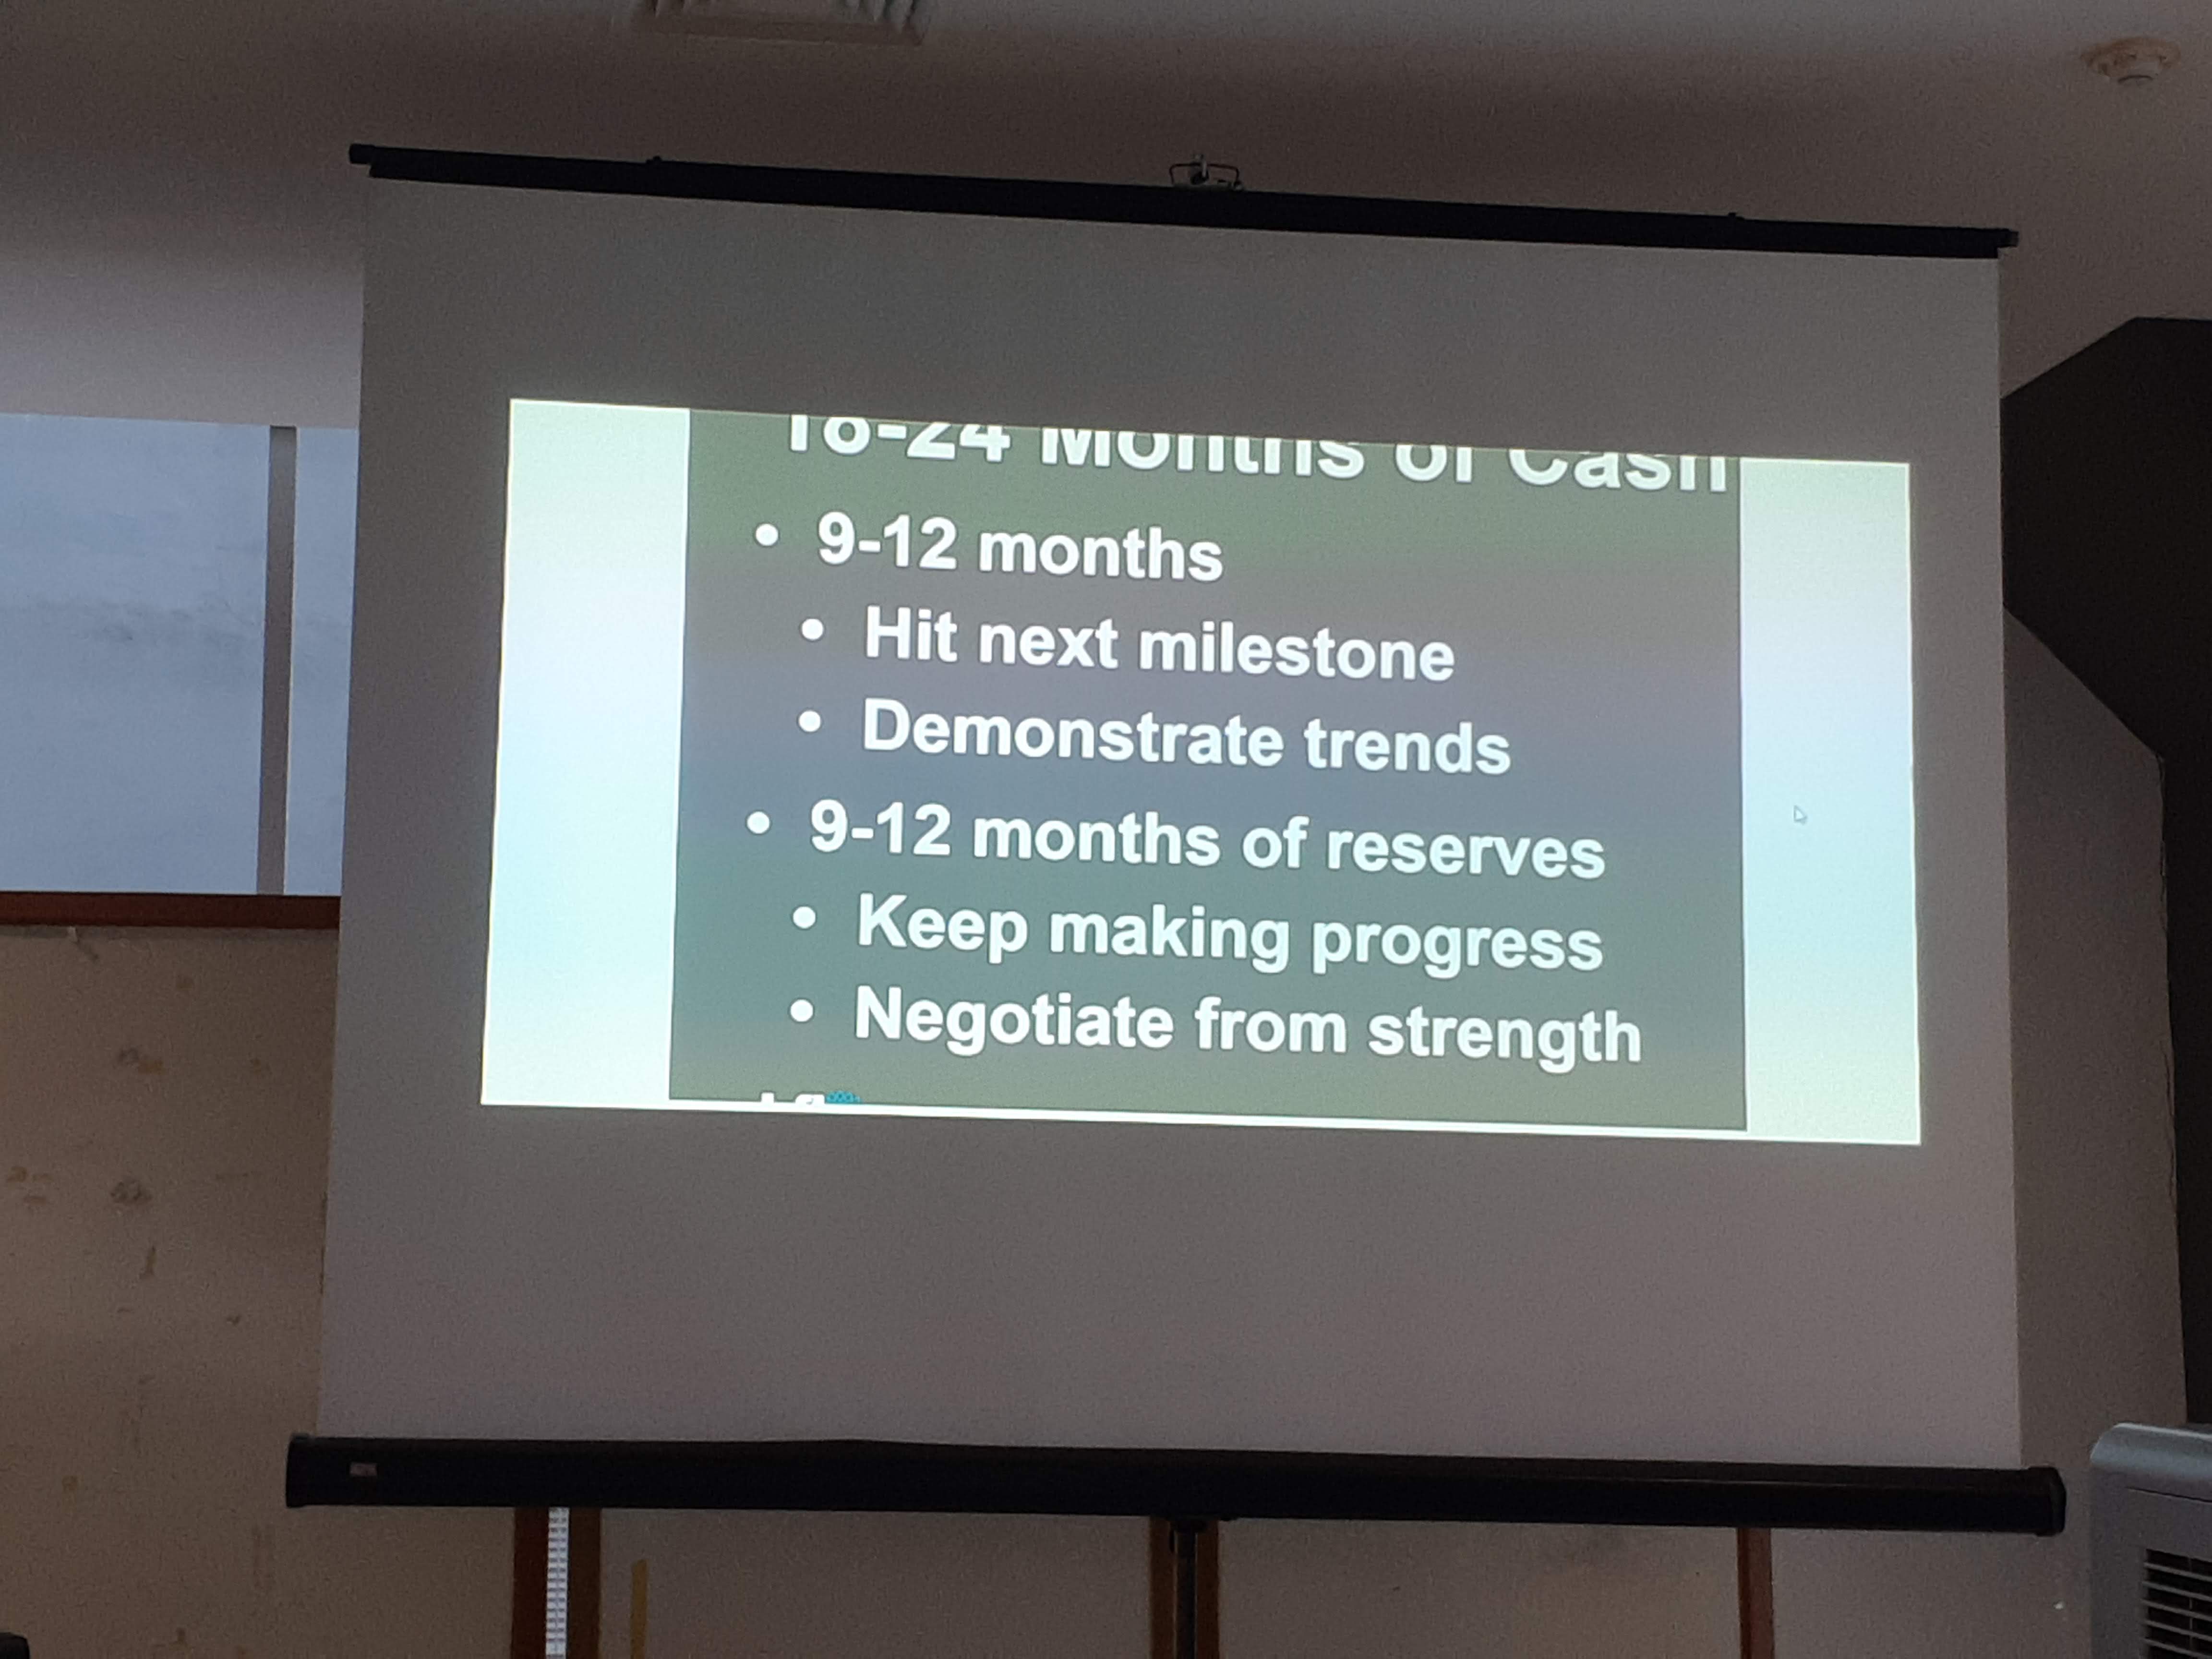 18-24 Months of Cash
• 9-12 months
• Hit next milestone
• Demonstrate trends
• 9-12 months of reserves
• Keep making progress
• Negotiate from strength